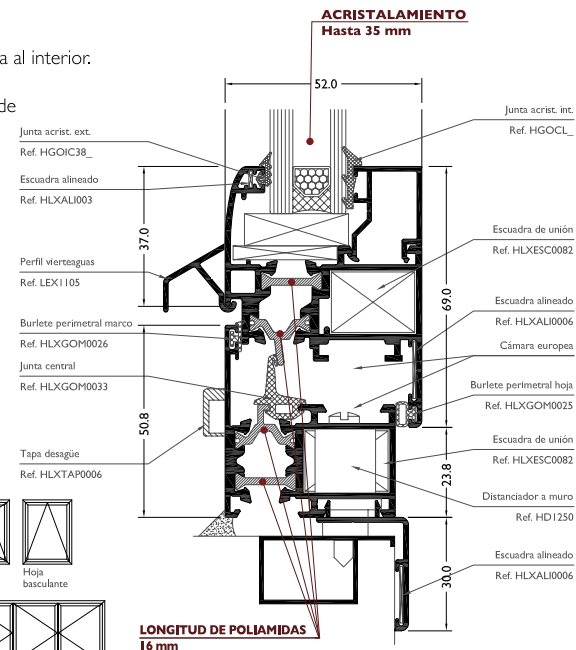 ACRISTALAMIENTO
Hasta 35 mm
a al interior.
de
52.0
Junta acrist. ext.
Ref. HGOIC38_
Escuadra alineado
Ref. HLXALI003
Perfil vierteaguas
Ref. LEX1105
Burlete perimetral marco
Ref. HLXGOM0026
Junta central
Ref. HLXGOM0033
Tapa desagüe
Ref. HLXTAP0006
37.0
50.8
Junta acrist. int.
Ref. HGOCL_
Escuadra de unión
Ref. HLXESC0082
Escuadra alineado
Ref. HLXALI0006
Cámara europea
Burlete perimetral hoja
Ref. HLXGOM0025
Escuadra de unión
Ref. HLXESC0082
Distanciador a muro
Ref. HD1250
Escuadra alineado
Ref. HLXALI0006
69.0
23.8
30.0
Hoja
basculante
LONGITUD DE POLIAMIDAS
16 mm